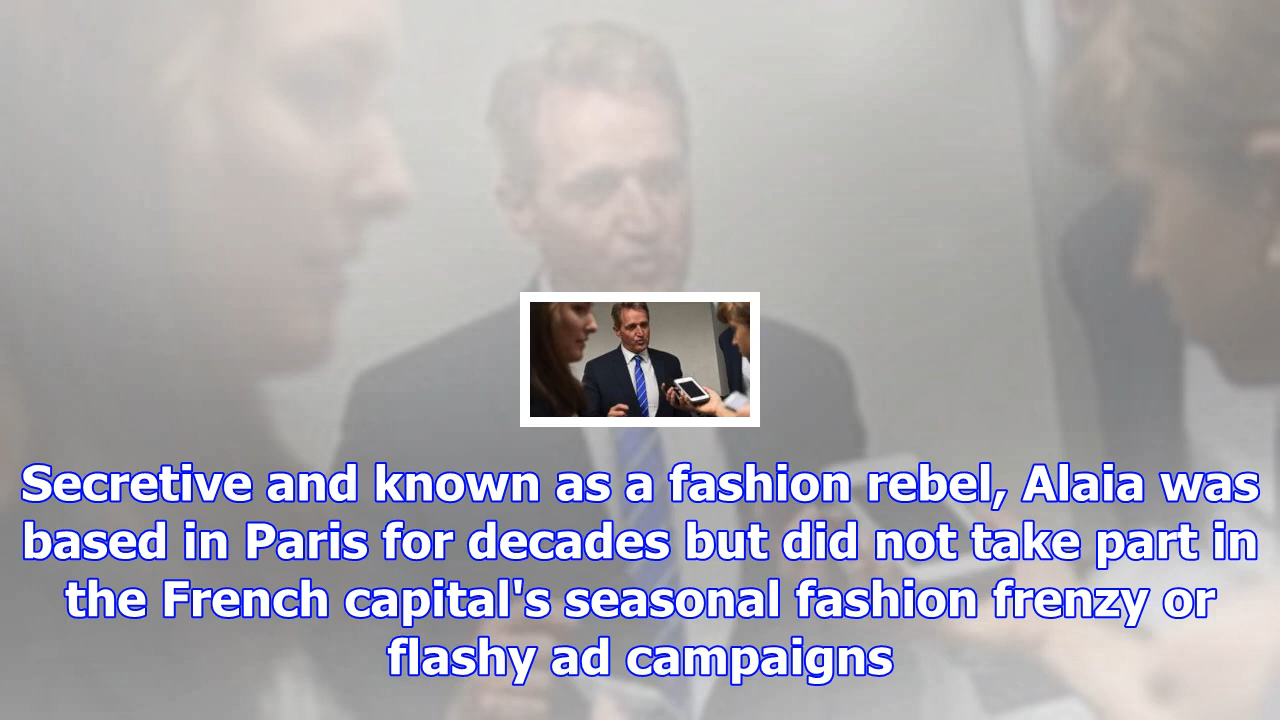 Secretive and known as a fashion rebel, Alaia was
based in Paris for decades but did not take part in
the French capital's seasonal fashion frenzy or
flashy ad campaigns